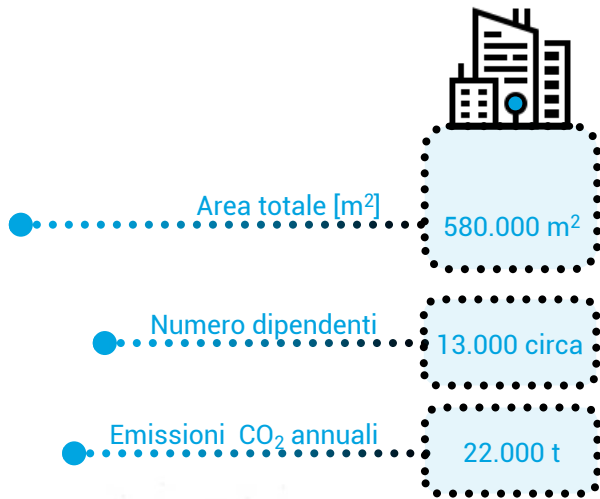 Area totale [m²]
580.000 m²
Numero dipendenti
13.000 circa
Emissioni CO₂ annuali
22.000 t